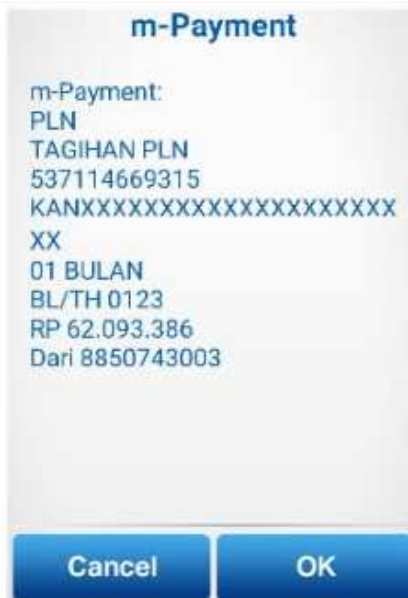 m-Payment
m-Payment:
PLN
TAGIHAN PLN
537114669315
KANXXXXXXXXXXXXXXXXXXXX
XX
01 BULAN
BL/TH 0123
RP 62.093.386
Dari 8850743003
Cancel
OK